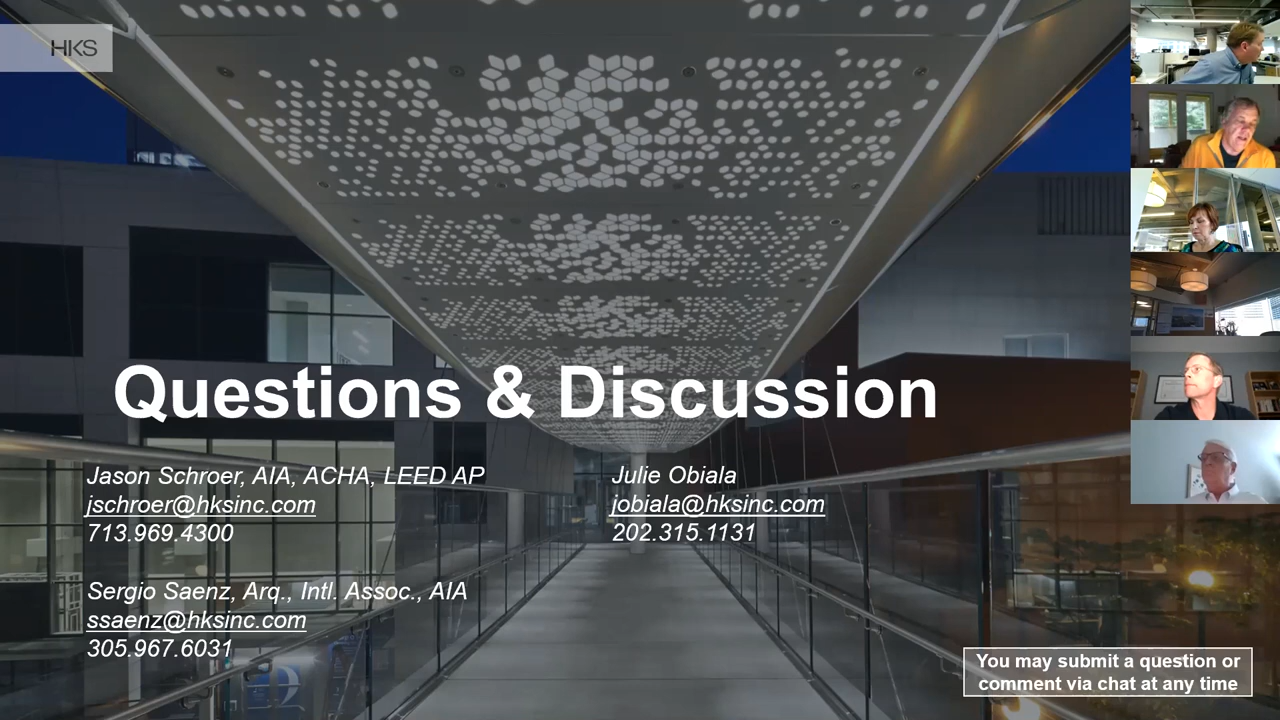 HKS
Questions & Discussion
Jason Schroer, AIA, ACHA, LEED AP
jschroer@hksinc.com
713.969.4300
Julie Obiala
jobiala@hksinc.com
202.315.1131
Sergio Saenz, Arq., Intl. Assoc., AIA
ssaenz@hksinc.com
305.967.6031
You may submit a question or
comment via chat at any time